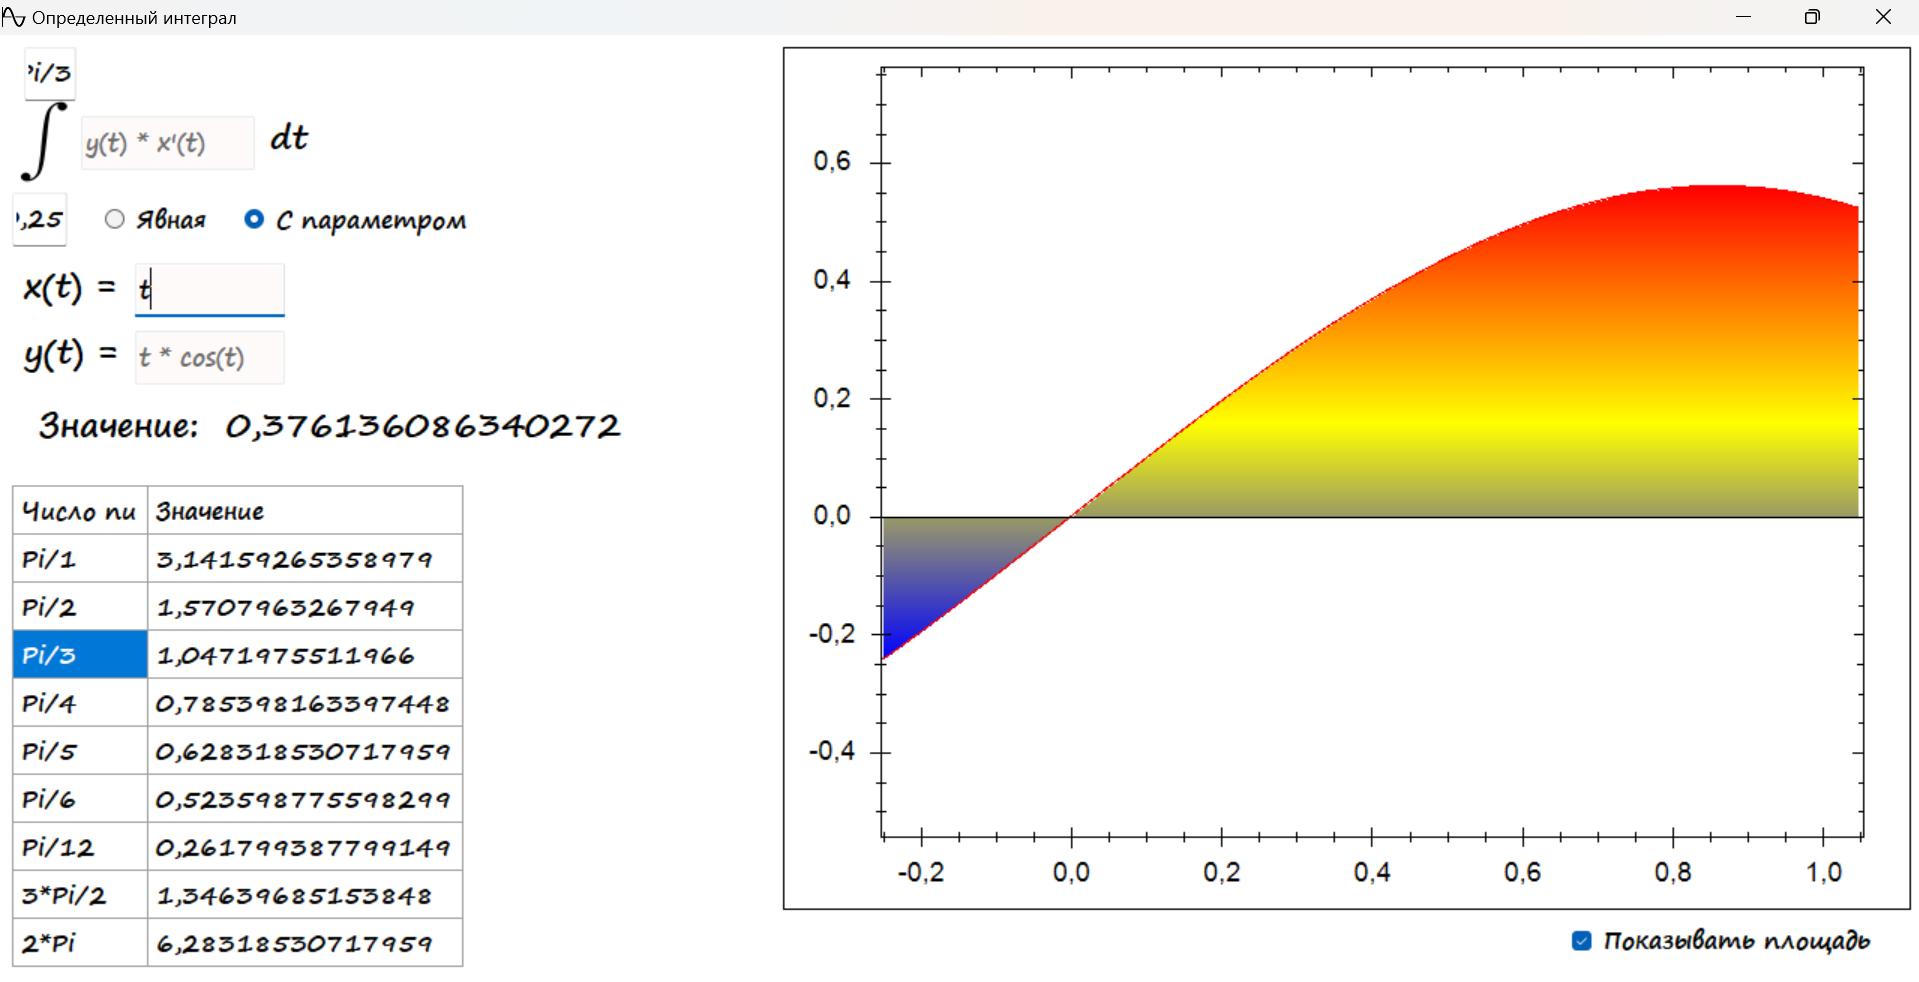 Определенный интеграл
Pi/3
y(t) * x'(t) dt
,25 Явная С параметром
x(t) = t
y(t) = t * cos(t)
Значение: 0,376136086340272
Число пи Значение
Pi/1 3,14159265358979
Pi/2 1,5707963267949
Pi/3 1,0471975511966
Pi/4 0,785398163397448
Pi/5 0,628318530717959
Pi/6 0,523598775598299
Pi/12 0,261799387799149
3*Pi/2 1,34639685153848
2*Pi 6,28318530717959
0,6
0,4
0,2
0,0
-0,2
-0,4
-0,2 0,0 0,2 0,4 0,6 0,8 1,0
Показывать площадь